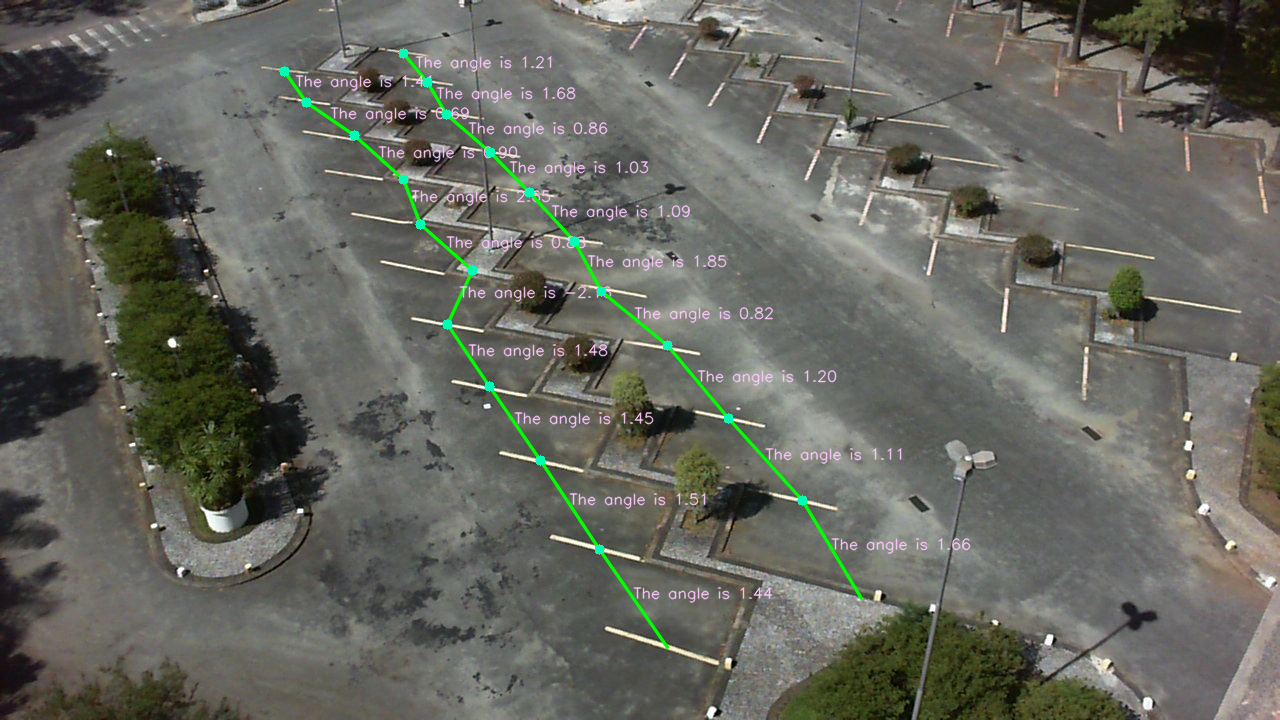 The angle is 1.21
The angle is
The angle is 1.68
The angle is 0.69
The angle is 0.86
The angle is
The angle is 1.03
The angle is
The angle is 1.09
The angle is
The angle is 1.85
The angle is
The angle is 0.82
The angle is 1.48
The angle is 1.20
The angle is 1.45
The angle is 1.11
The angle is 1.51
The angle is 1.66
The angle is 1.44